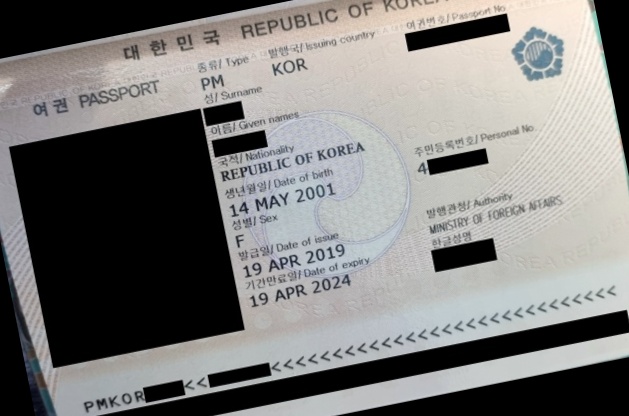 대한민국 REPUBLIC OF KOREA
여권 PASSPORT
종류/ Type 발행국/ Issuing country 여권번호/ Passport No
PM KOR
성/ Surname
이름/ Given names
국적/ Nationality 주민등록번호/ Personal No
REPUBLIC OF KOREA 4
생년월일/ Date of birth
14 MAY 2001
성별/ Sex 발행관청/ Authority
F MINISTRY OF FOREIGN AFFAIRS
발급일/ Date of issue 한글성명
19 APR 2019
기간만료일/ Date of expiry
19 APR 2024
PMKOR <<  <<<<<<<<<<<<<<<<<<<<<<<<<<<<